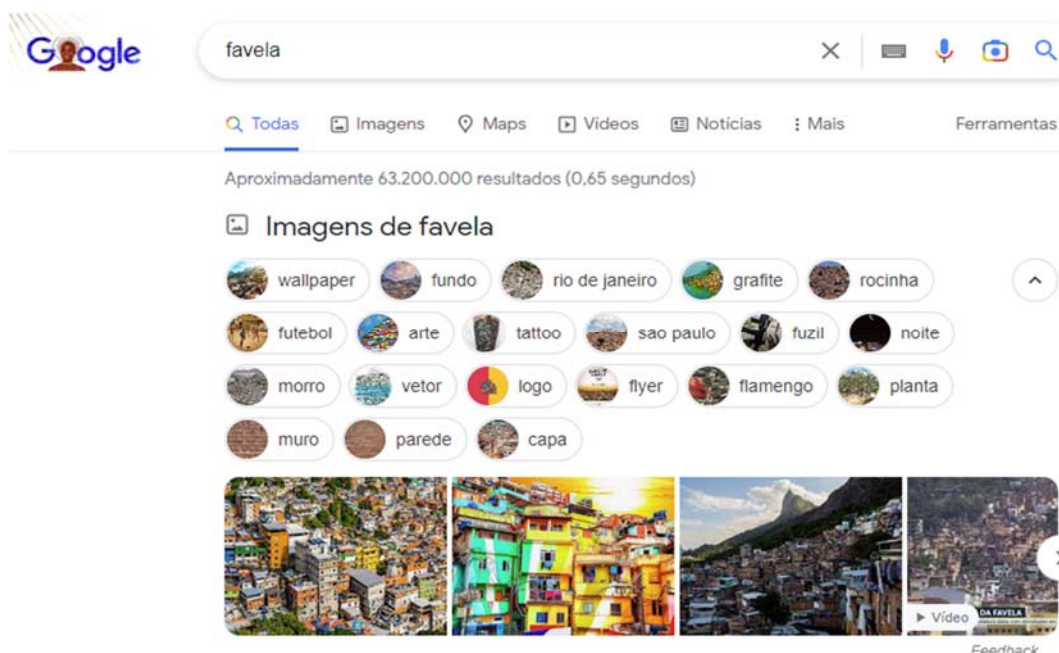 Google
favela
Todas Imagens Maps Vídeos Notícias Mais Ferramentas
Aproximadamente 63.200.000 resultados (0,65 segundos)
Imagens de favela
wallpaper fundo rio de janeiro grafite rocinha
futebol arte tattoo sao paulo fuzil noite
morro vetor logo flyer flamengo planta
muro parede capa
DA FAVELA
Vídeo
Feedback